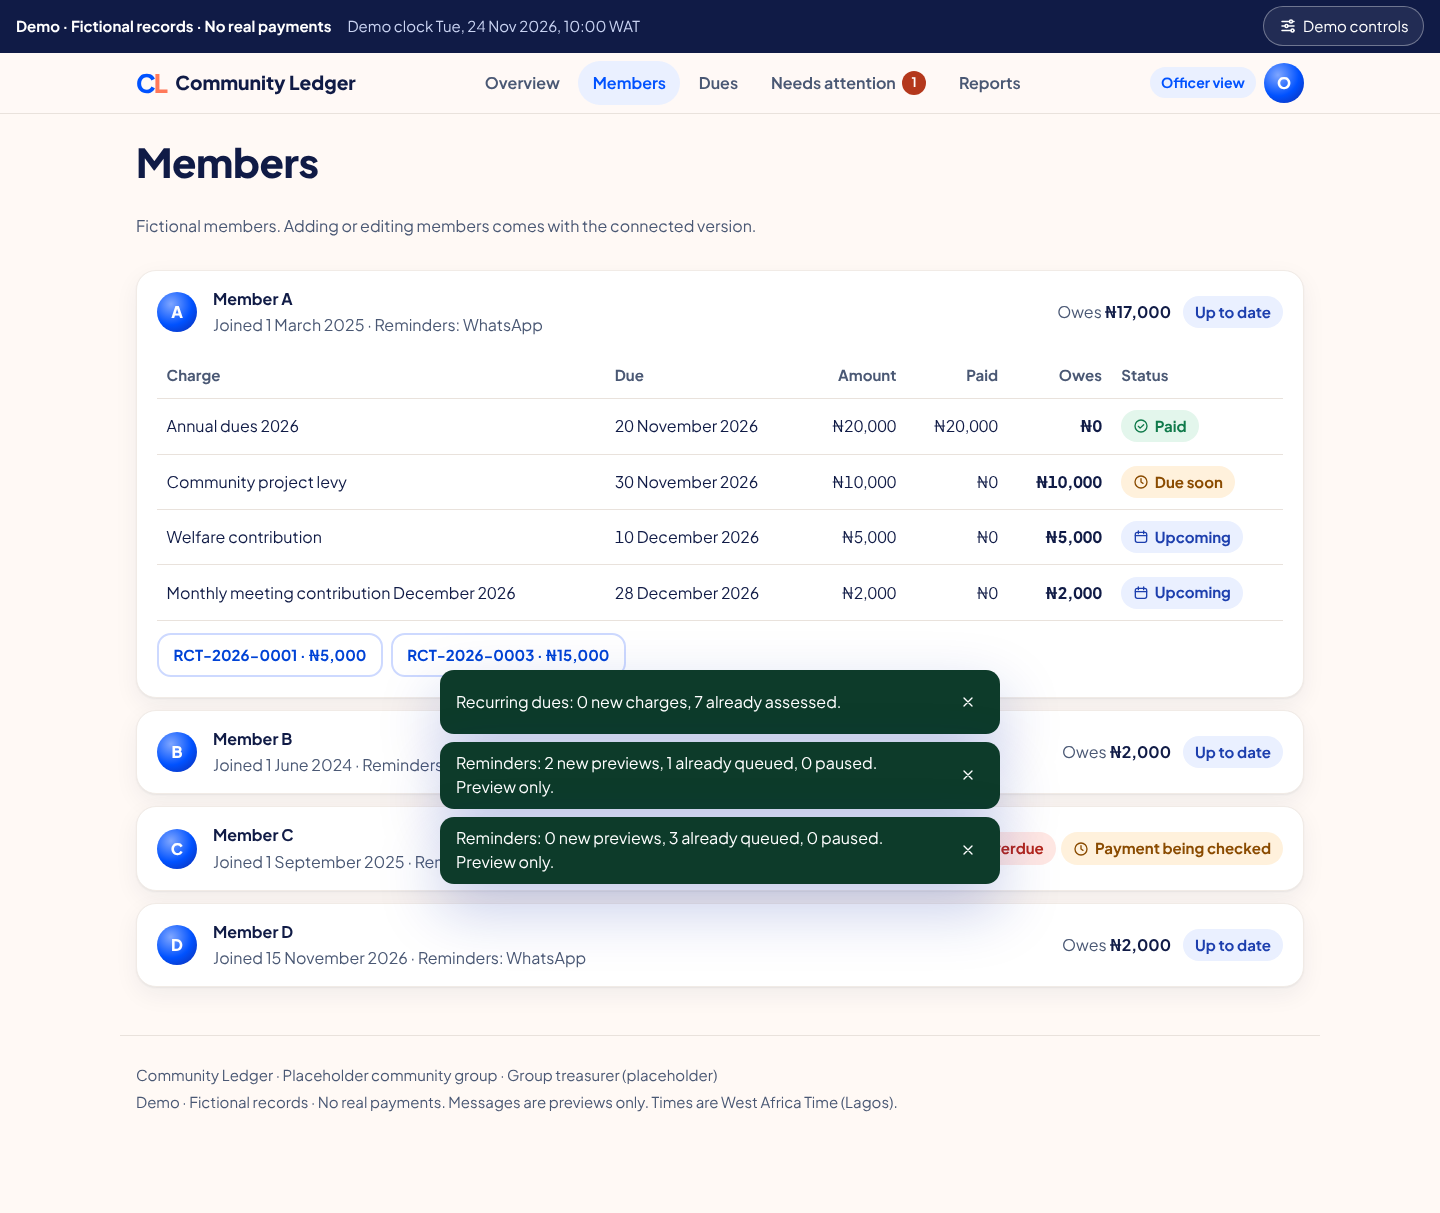 Demo · Fictional records · No real payments Demo clock Tue, 24 Nov 2026, 10:00 WAT Demo controls
CL Community Ledger Overview Members Dues Needs attention 1 Reports Officer view O
Members
Fictional members. Adding or editing members comes with the connected version.
A Member A
Joined 1 March 2025 · Reminders: WhatsApp
Owes ₦17,000 Up to date
Charge Due Amount Paid Owes Status
Annual dues 2026 20 November 2026 ₦20,000 ₦20,000 ₦0 Paid
Community project levy 30 November 2026 ₦10,000 ₦0 ₦10,000 Due soon
Welfare contribution 10 December 2026 ₦5,000 ₦0 ₦5,000 Upcoming
Monthly meeting contribution December 2026 28 December 2026 ₦2,000 ₦0 ₦2,000 Upcoming
RCT-2026-0001 · ₦5,000 RCT-2026-0003 · ₦15,000
Recurring dues: 0 new charges, 7 already assessed.
B Member B
Joined 1 June 2024 · Reminders
Owes ₦2,000 Up to date
Reminders: 2 new previews, 1 already queued, 0 paused.
Preview only.
C Member C
Joined 1 September 2025 ·
Payment being checked
Reminders: 0 new previews, 3 already queued, 0 paused.
Preview only.
D Member D
Joined 15 November 2026 · Reminders: WhatsApp
Owes ₦2,000 Up to date
Community Ledger · Placeholder community group · Group treasurer (placeholder)
Demo · Fictional records · No real payments. Messages are previews only. Times are West Africa Time (Lagos).